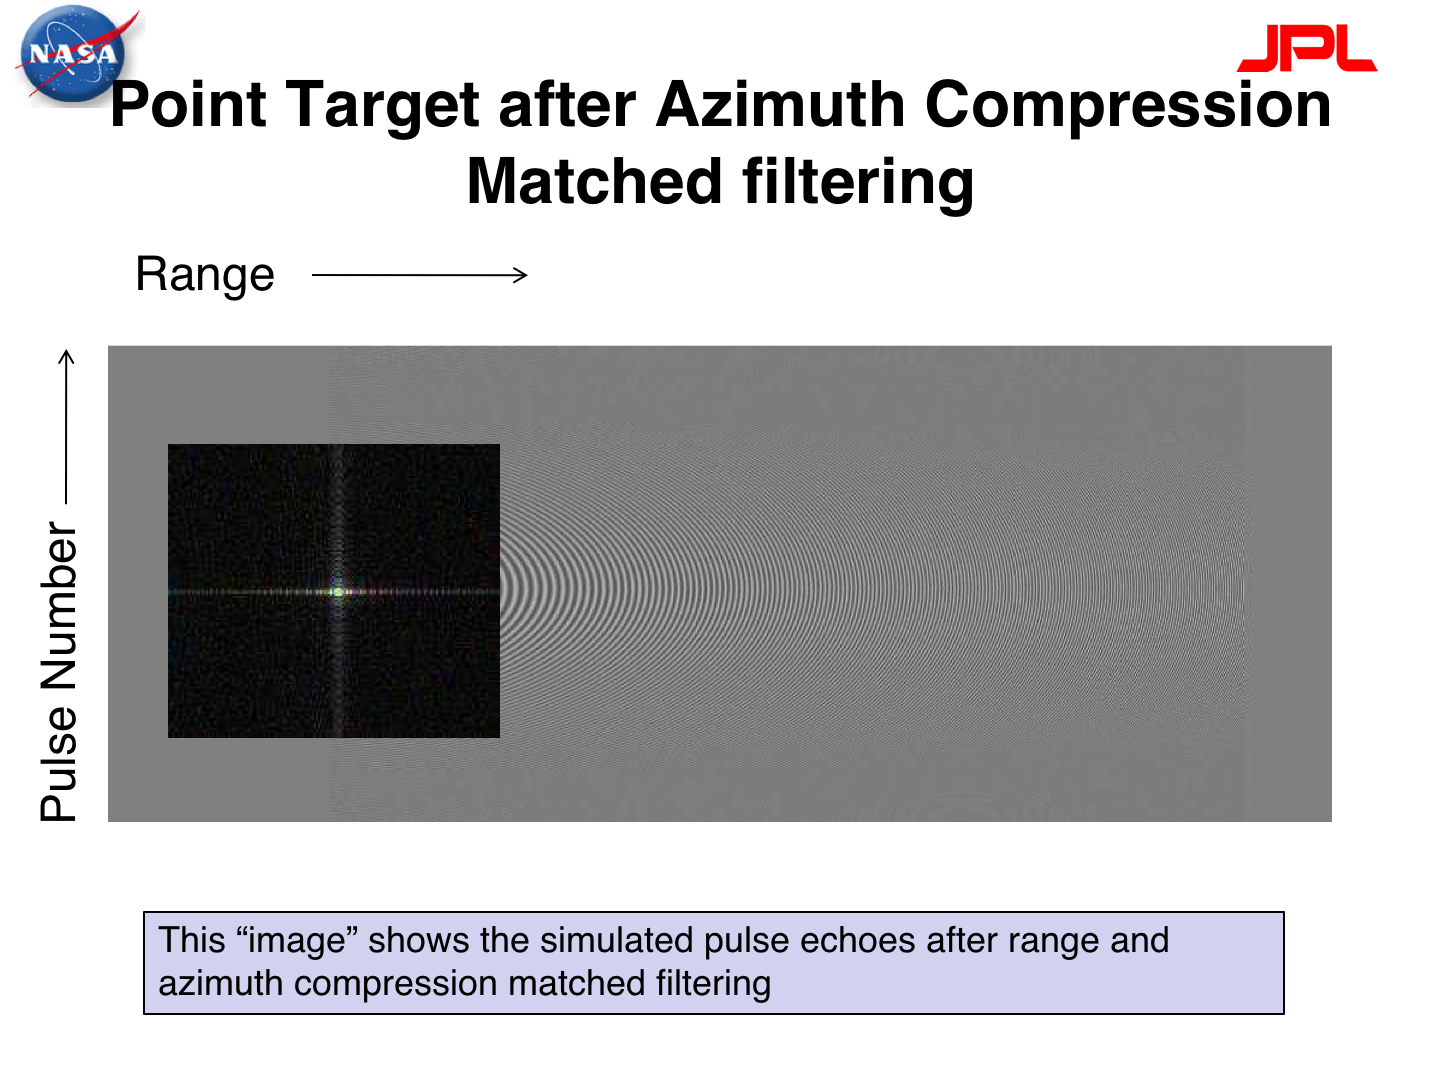 NASA
JPL
Point Target after Azimuth Compression
Matched filtering
Range
Pulse Number
This “image” shows the simulated pulse echoes after range and
azimuth compression matched filtering